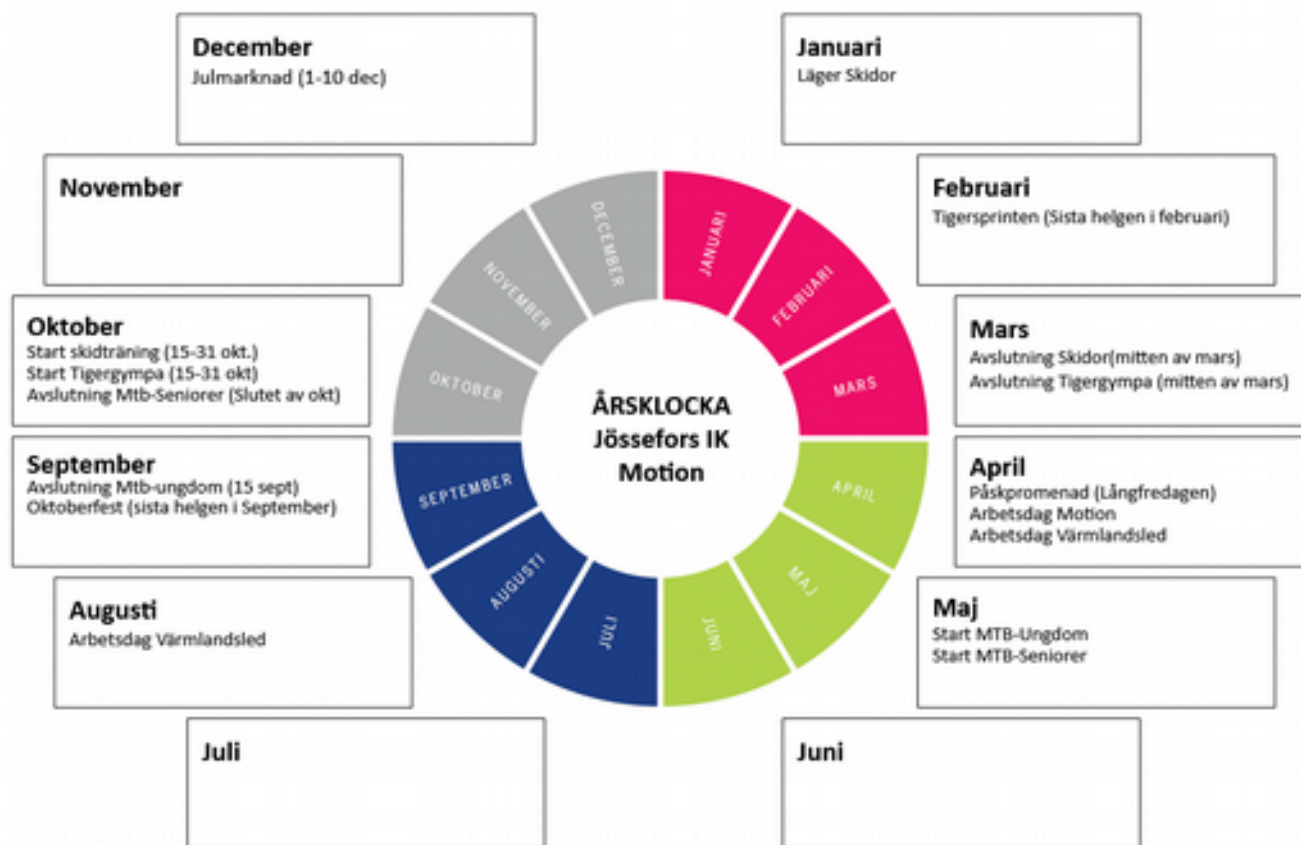 December
Julmarknad (1-10 dec)
Januari
Läger Skidor
November
Februari
Tigersprinten (Sista helgen i februari)
Oktober
Start skidträning (15-31 okt.)
Start Tigergympa (15-31 okt)
Avslutning Mtb-Seniorer (Slutet av okt)
Mars
Avslutning Skidor(mitten av mars)
Avslutning Tigergympa (mitten av mars)
September
Avslutning Mtb-ungdom (15 sept)
Oktoberfest (sista helgen i September)
April
Påskpromenad (Långfredagen)
Arbetsdag Motion
Arbetsdag Värmlandsled
Augusti
Arbetsdag Värmlandsled
Maj
Start MTB-Ungdom
Start MTB-Seniorer
Juli
Juni
ÅRSKLOCKA
Jössefors IK
Motion
JANUARI
FEBRUARI
MARS
APRIL
MAJ
JUNI
JULI
AUGUSTI
SEPTEMBER
OKTOBER
NOVEMBER
DECEMBER